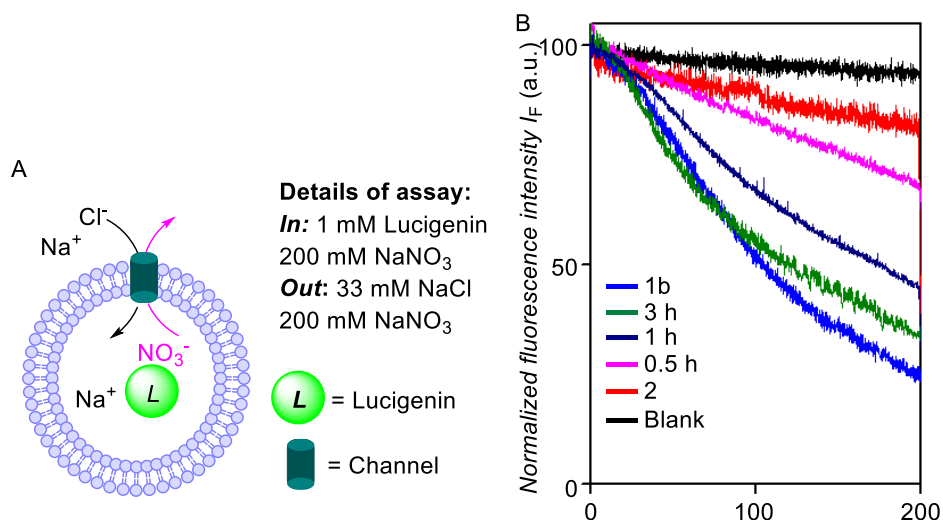 A
Cl-
Na+
NO3-
Na+
L
Details of assay:
In: 1 mM Lucigenin
200 mM NaNO3
Out: 33 mM NaCl
200 mM NaNO3
L = Lucigenin
= Channel
B
Normalized fluorescence intensity IF (a.u.)
100
50
0
1b
3 h
1 h
0.5 h
2
Blank
0
100
200